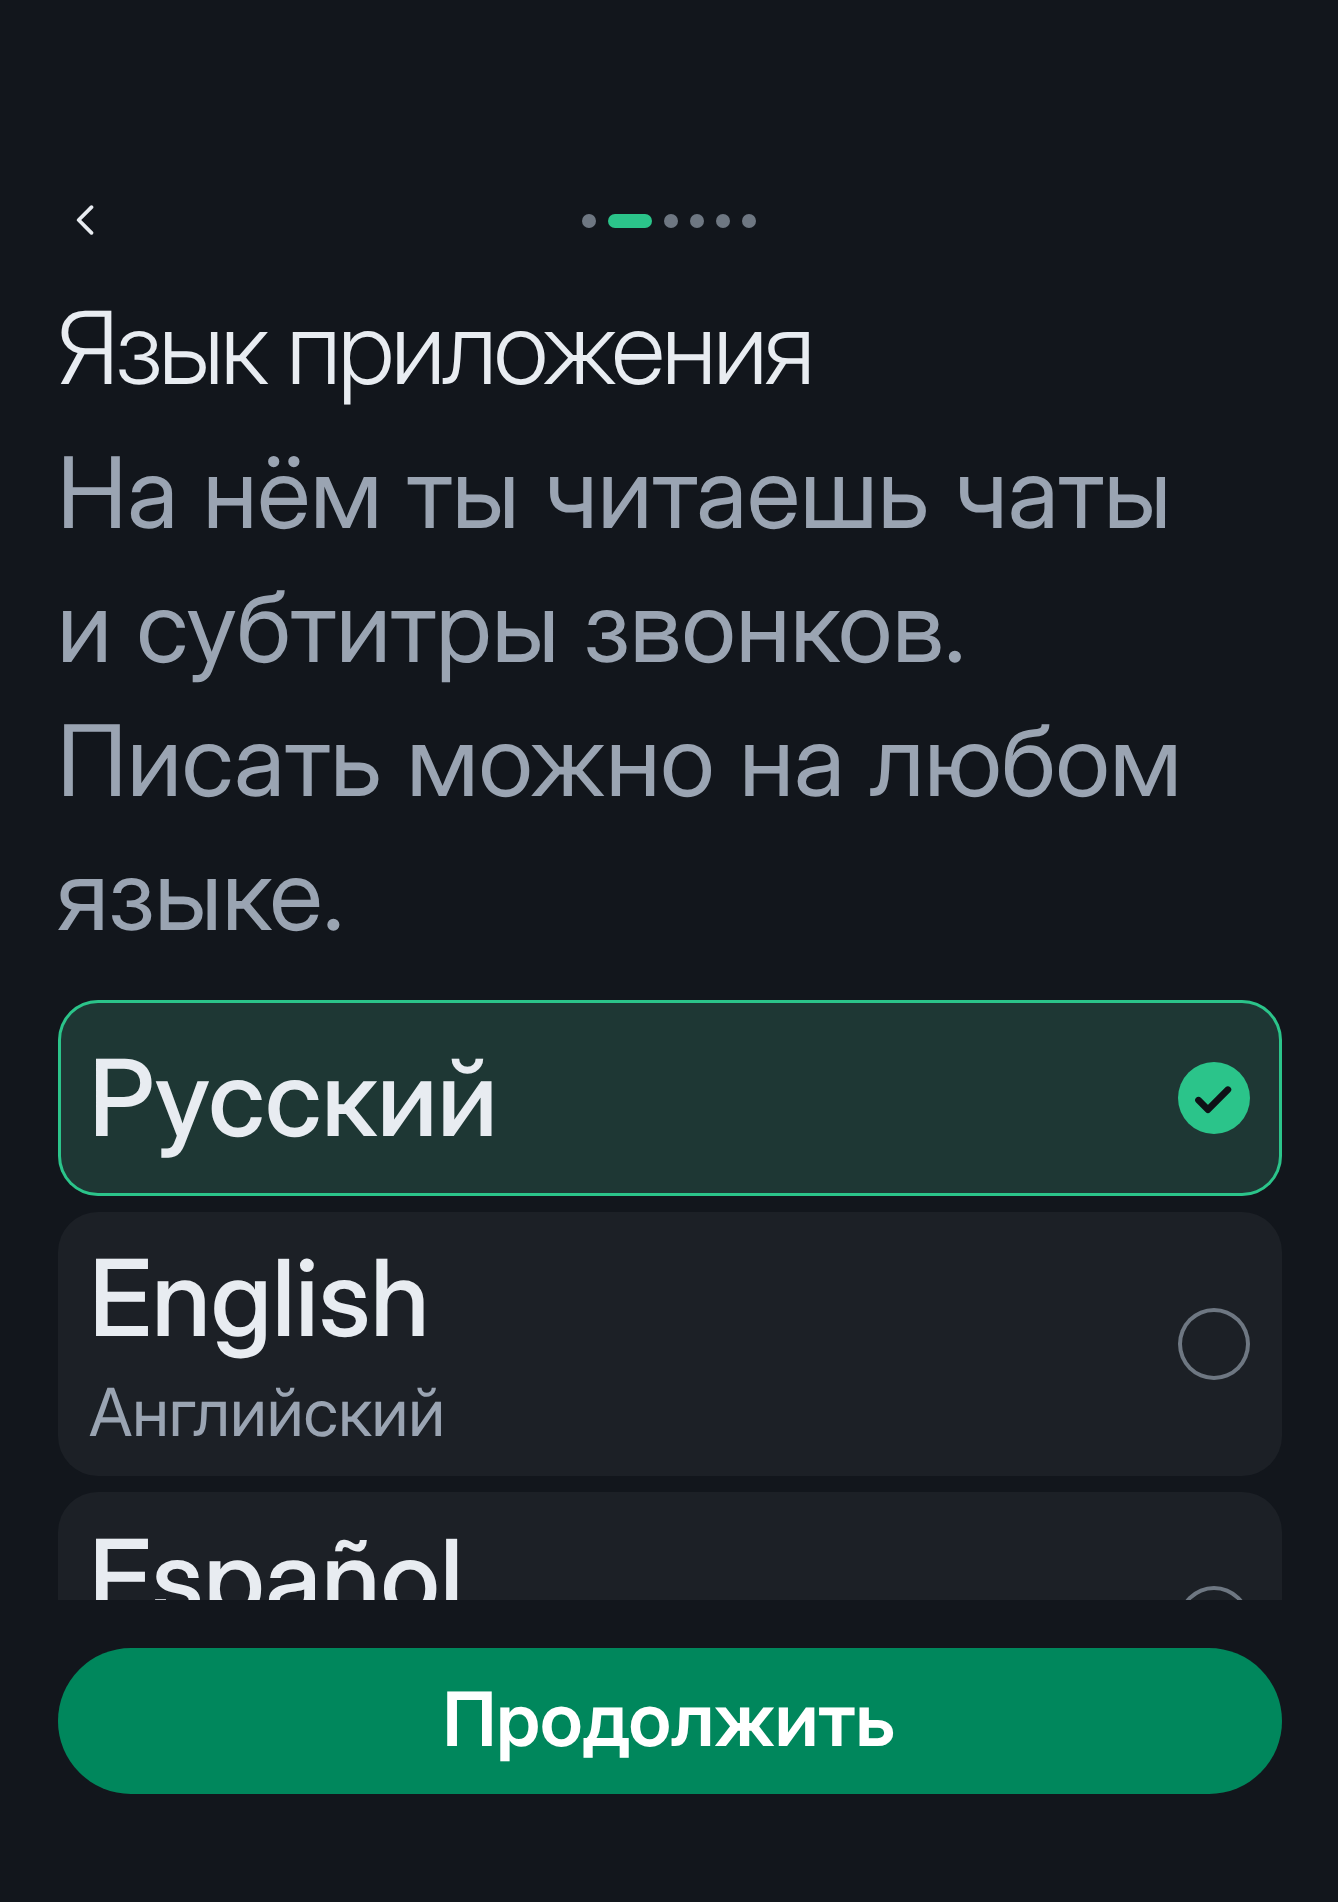 Язык приложения
На нём ты читаешь чаты
и субтитры звонков.
Писать можно на любом
языке.
Русский
English
Английский
Español
Продолжить